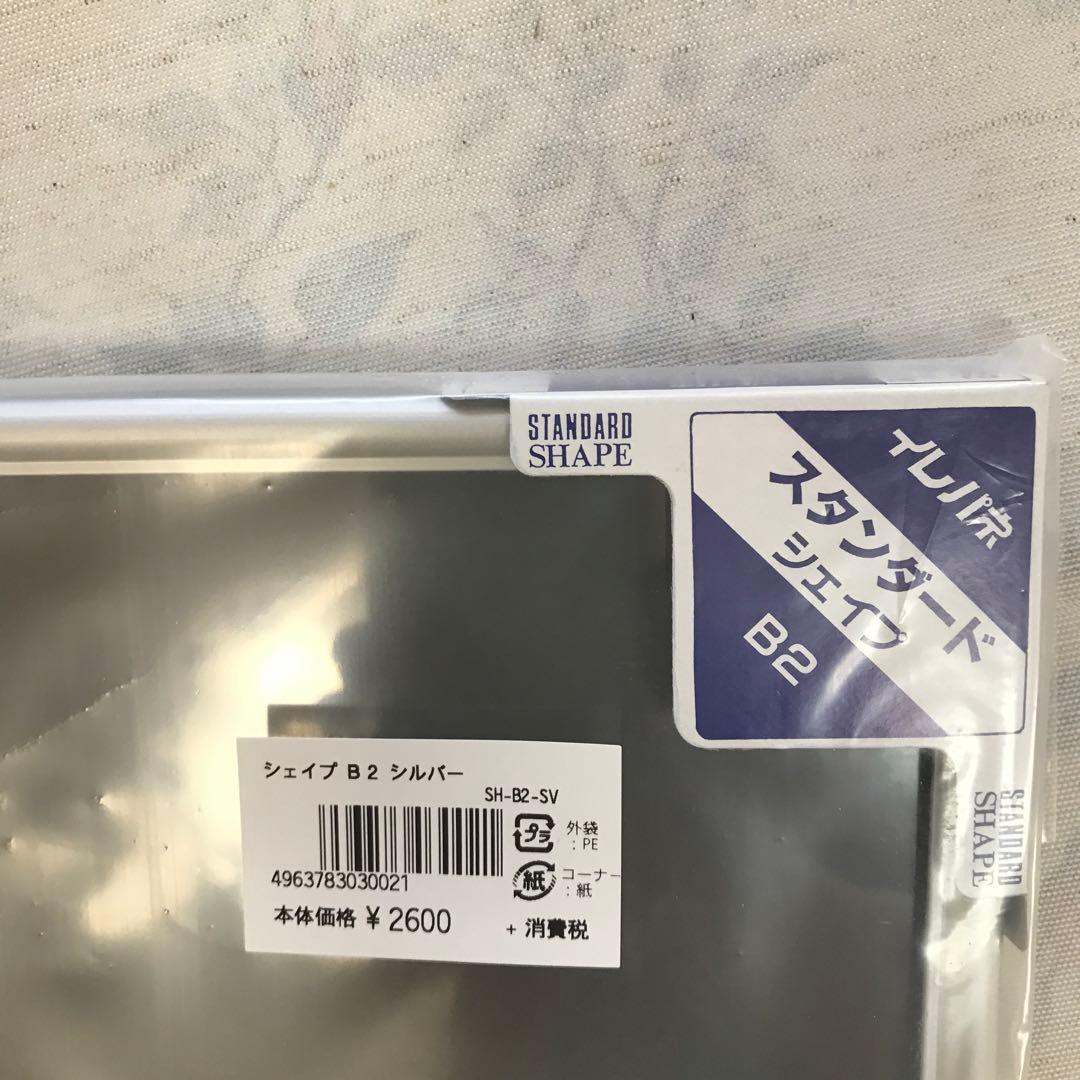 STANDARD
SHAPE
イレパネ
スタンダード
シェイプ
B2
STANDARD
SHAPE
シェイプ B2 シルバー
SH-B2-SV
プラ
外袋
:PE
4963783030021
紙
コーナー
:紙
本体価格 ¥ 2600 + 消費税